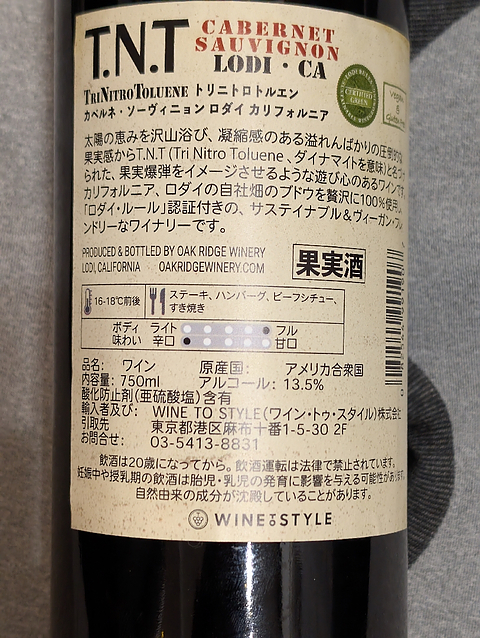 T.N.T
CABERNET
SAUVIGNON
LODI・CA
TRINITROTOLUENE トリニトロトルエン
カベルネ・ソーヴィニョン ロダイ カリフォルニア
CERTIFIED
GREEN
太陽の恵みを沢山浴び、凝縮感のある溢れんばかりの圧倒的な
果実感からT.N.T (Tri Nitro Toluene 、ダイナマイトを意味)と名づけ
られた、果実爆弾をイメージさせるような遊び心のあるワインです。
カリフォルニア、ロダイの自社畑のブドウを贅沢に100%使用。
「ロダイ・ルール」認証付きの、サステイナブル&ヴィーガン・フレ
ンドリーなワイナリーです。
PRODUCED & BOTTLED BY OAK RIDGE WINERY
LODI, CALIFORNIA OAKRIDGEWINERY.COM
果実酒
16-18℃前後
ステーキ、ハンバーグ、ビーフシチュー、
すき焼き
ボディ ライト フル
味わい 辛口 甘口
品名: ワイン 原産国: アメリカ合衆国
内容量: 750ml アルコール: 13.5%
酸化防止剤(亜硫酸塩)含有
輸入者及び: WINE TO STYLE(ワイン・トゥ・スタイル)株式会社
引取先 東京都港区麻布十番1-5-30 2F
お問合せ: 03-5413-8831
飲酒は20歳になってから。飲酒運転は法律で禁止されています。
妊娠中や授乳期の飲酒は胎児・乳児の発育に影響を与える可能性があります。
自然由来の成分が沈殿していることがあります。
WINE TO STYLE